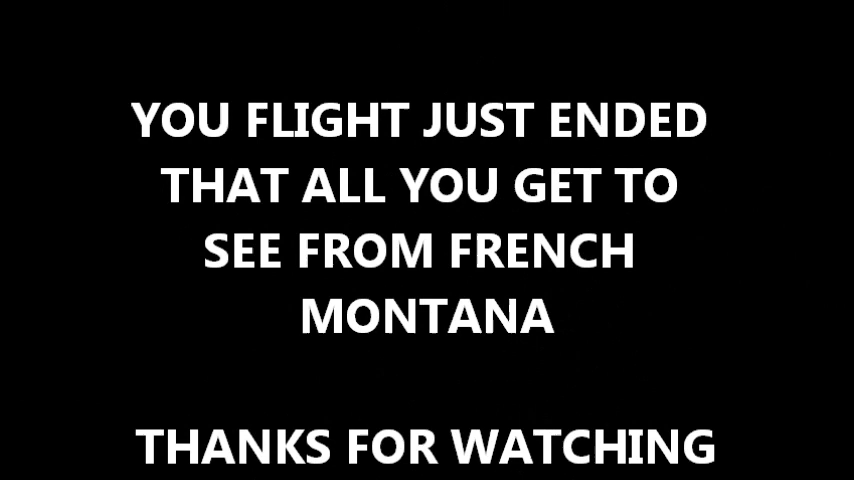 YOU FLIGHT JUST ENDED
THAT ALL YOU GET TO
SEE FROM FRENCH
MONTANA
THANKS FOR WATCHING